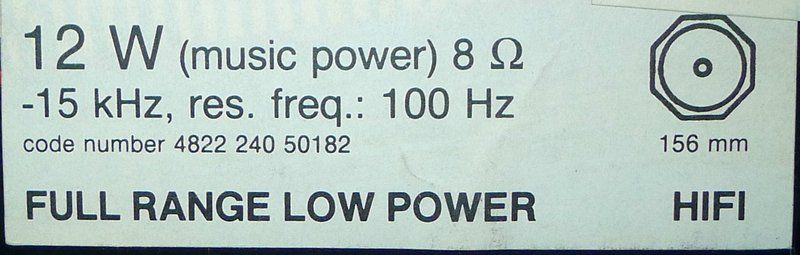 12 W (music power) 8 Ω
-15 kHz, res. freq.: 100 Hz
code number 4822 240 50182
156 mm
FULL RANGE LOW POWER
HIFI